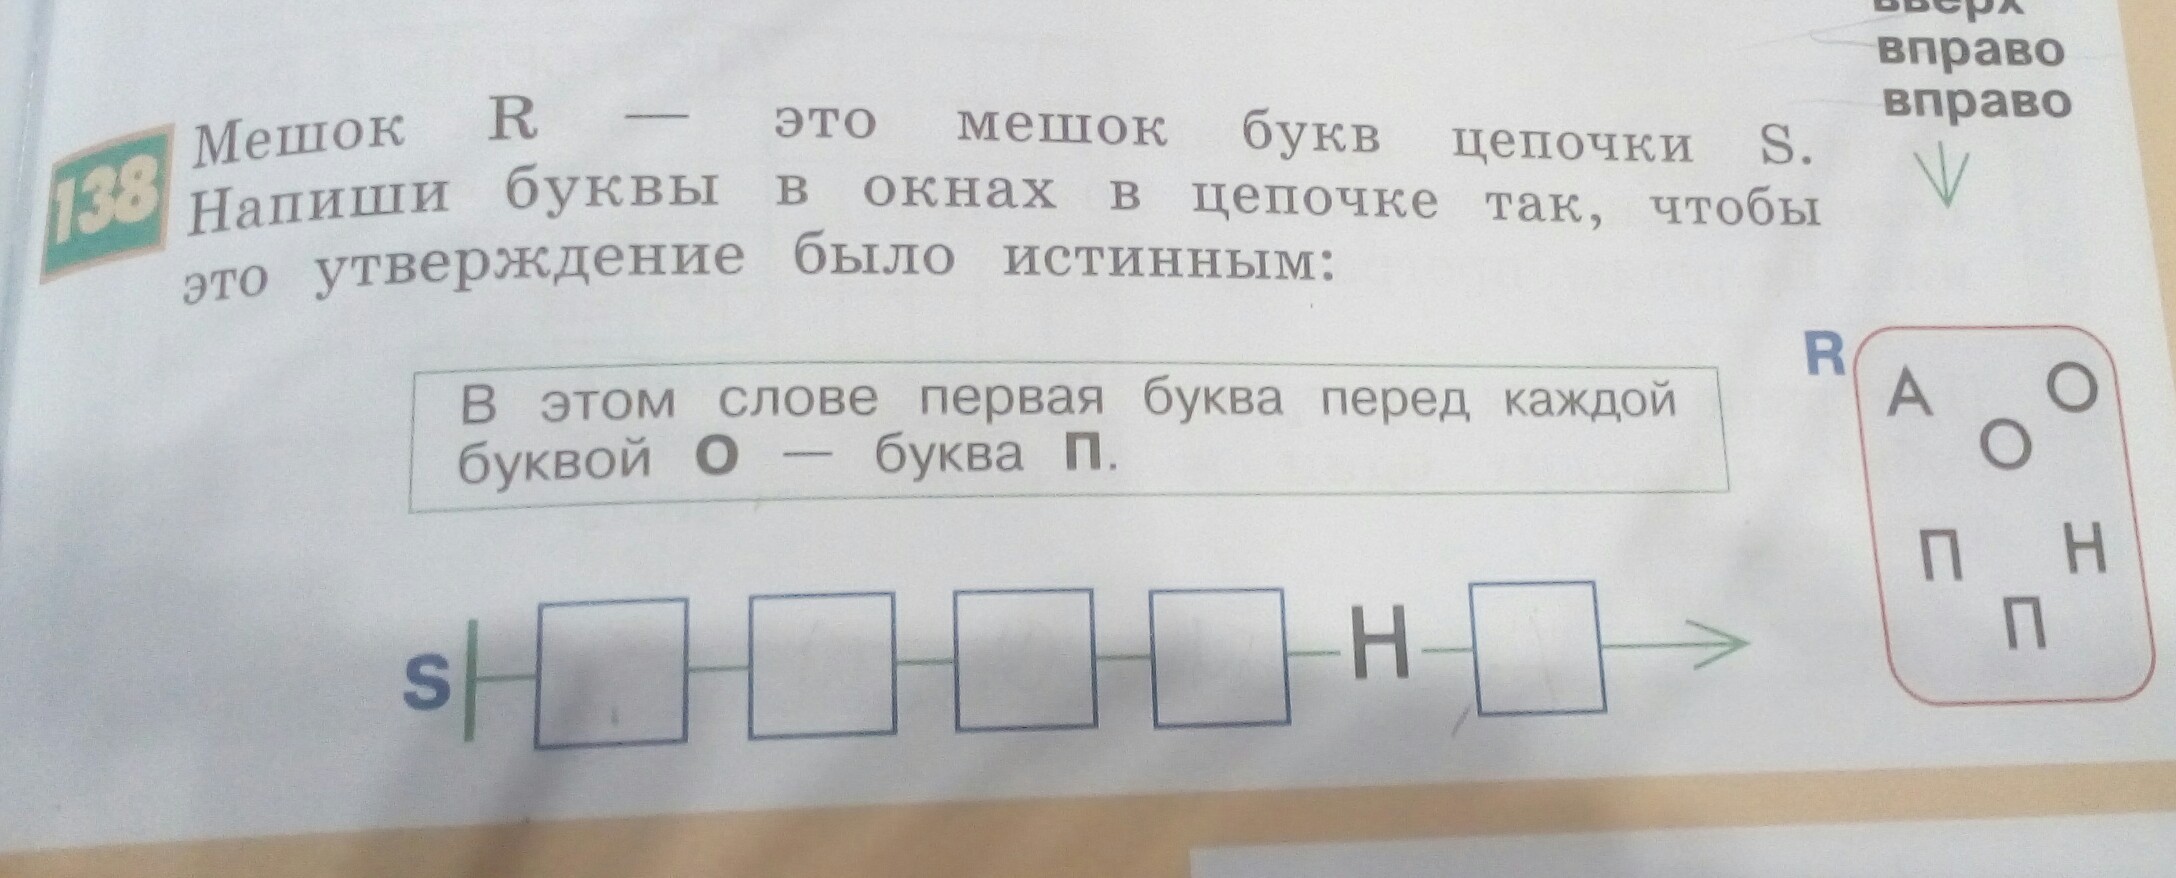 вверх
вправо
вправо
138
Мешок R — это мешок букв цепочки S.
Напиши буквы в окнах в цепочке так, чтобы
это утверждение было истинным:
В этом слове первая буква перед каждой
буквой О — буква П.
R
А О
О
П Н
П
S Н